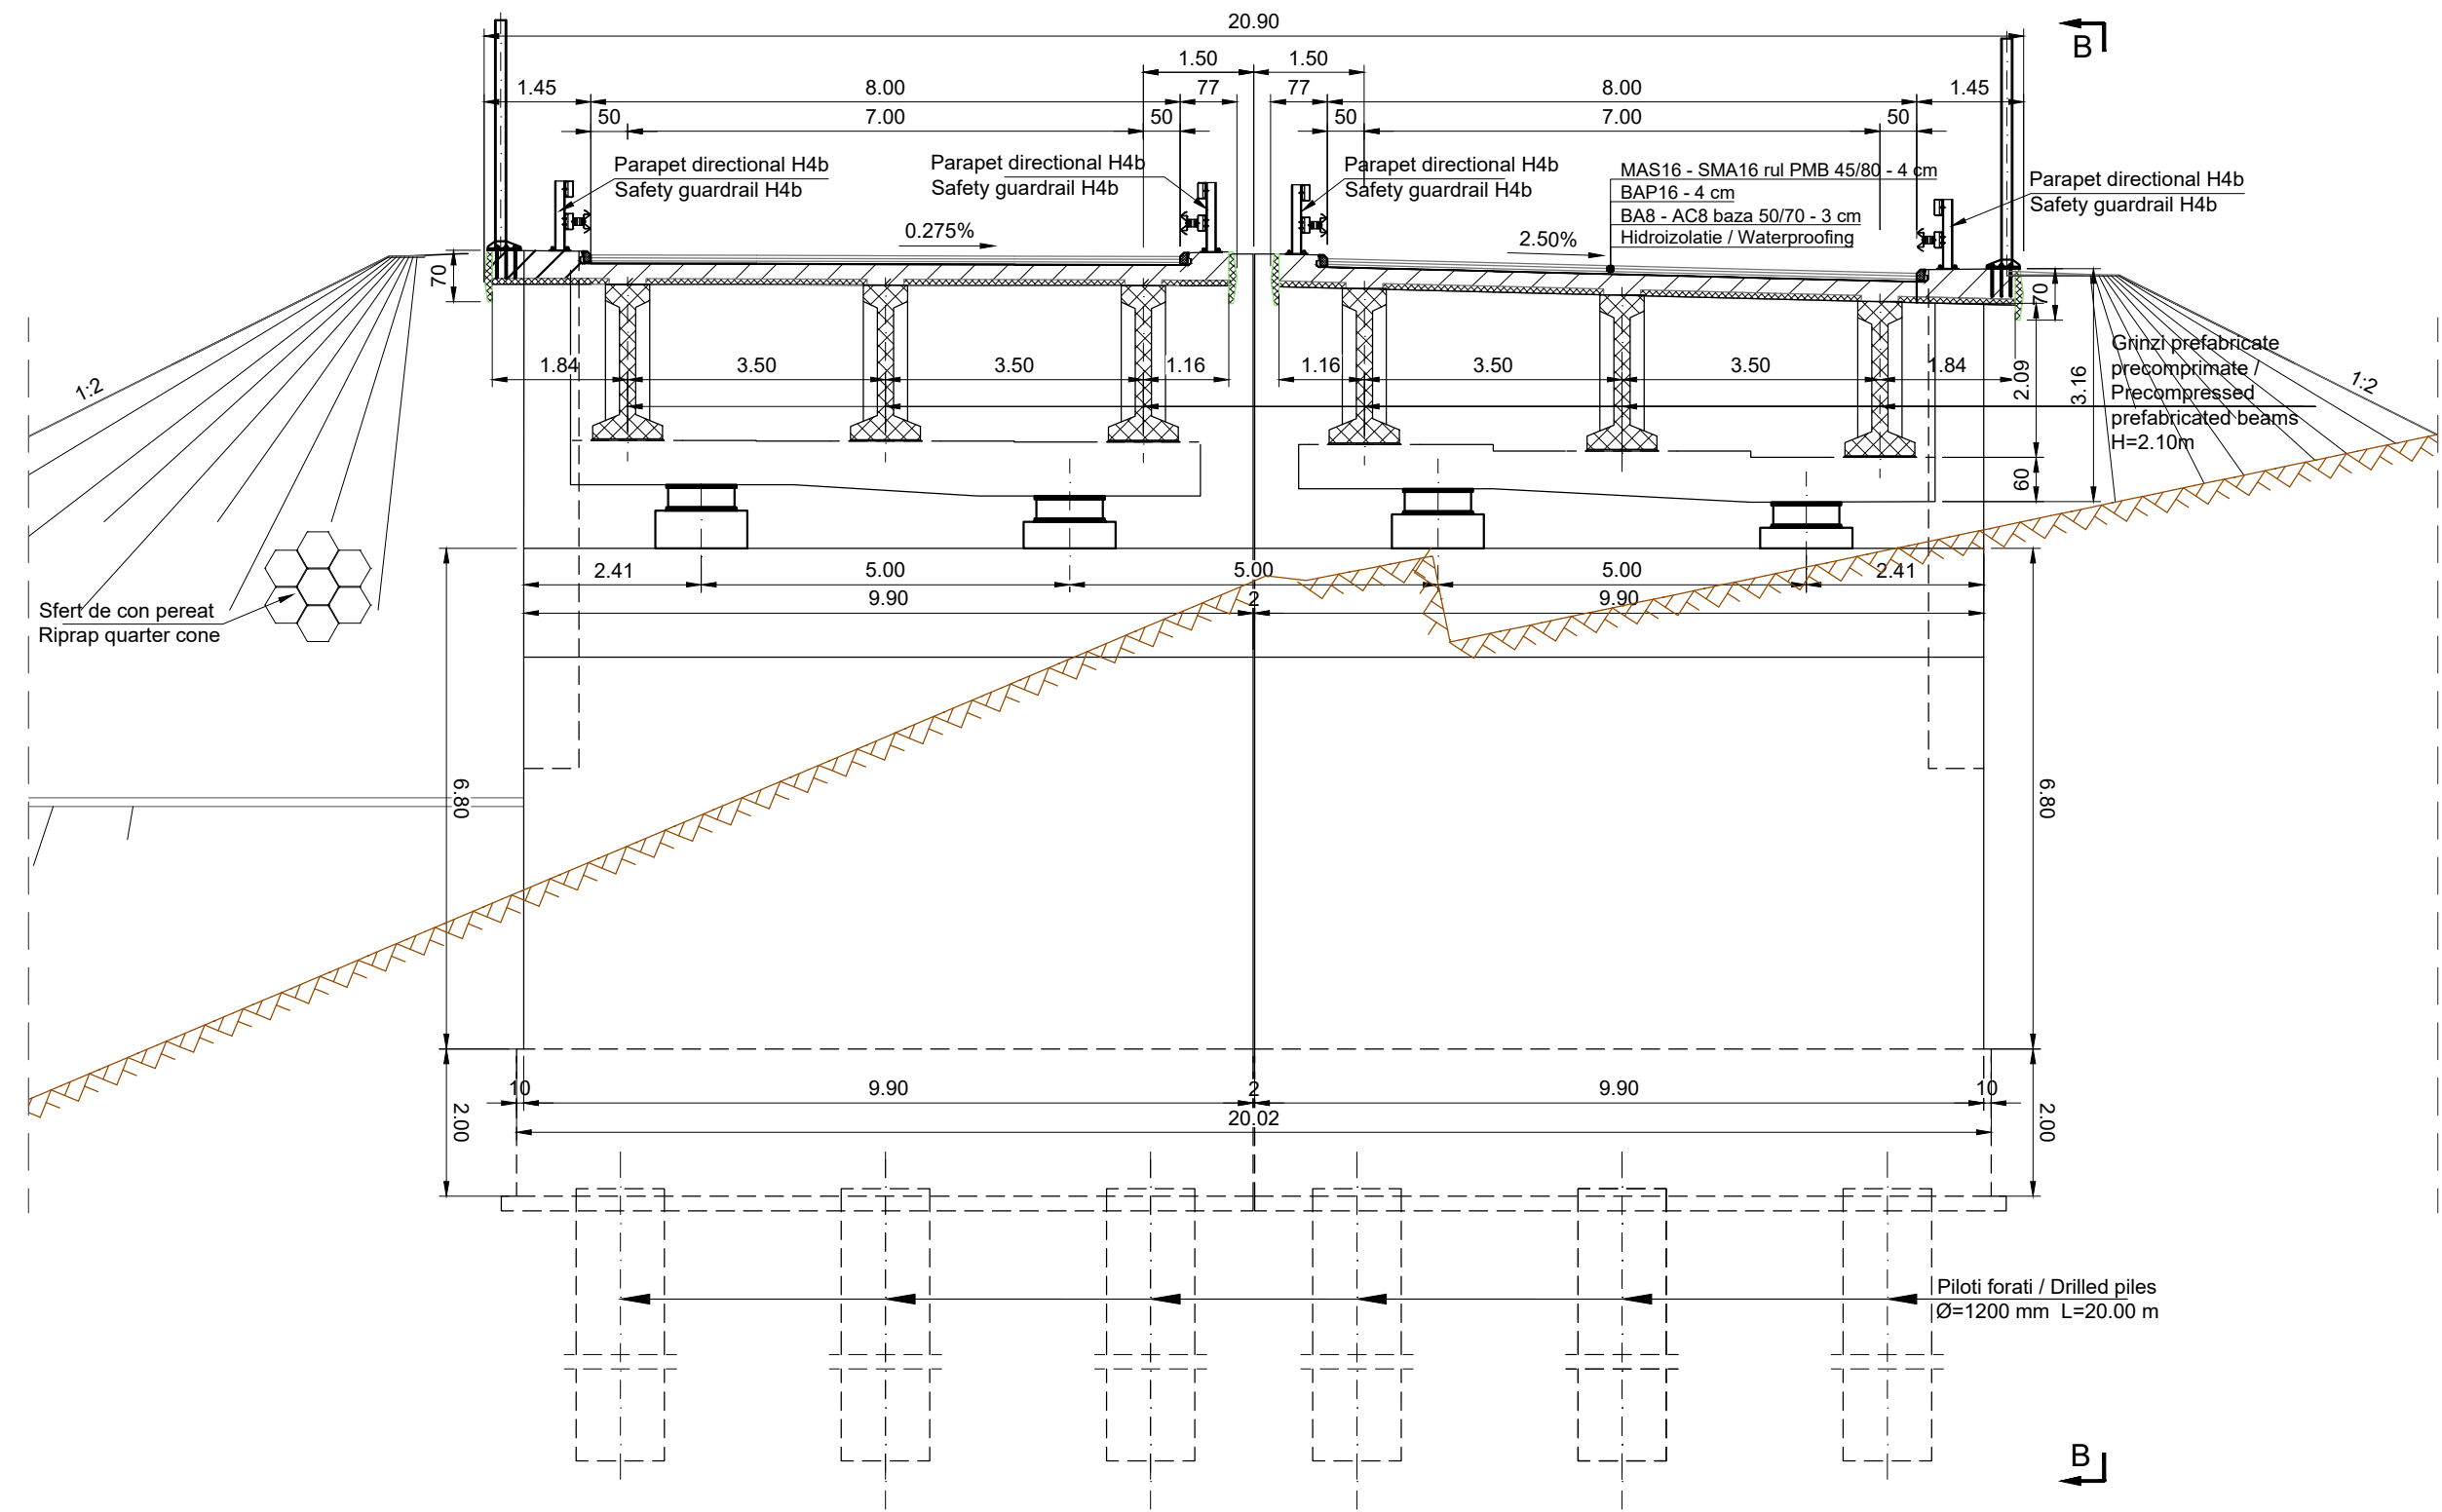 20.90
B
1.50
1.50
1.45
8.00
77
77
8.00
1.45
50
7.00
50
50
7.00
50
Parapet directional H4b
Safety guardrail H4b
Parapet directional H4b
Safety guardrail H4b
Parapet directional H4b
Safety guardrail H4b
MAS16 - SMA16 rul PMB 45/80 - 4 cm
BAP16 - 4 cm
BA8 - AC8 baza 50/70 - 3 cm
Hidroizolatie / Waterproofing
Parapet directional H4b
Safety guardrail H4b
0.275%
2.50%
70
70
1:2
1.84
3.50
3.50
1.16
1.16
3.50
3.50
1.84
2.09
3.16
60
Grinzi prefabricate
precomprimate /
Precompressed
prefabricated beams
H=2.10m
1:2
Sfert de con pereat
Riprap quarter cone
2.41
5.00
5.00
5.00
2.41
9.90
2
9.90
6.80
6.80
10
9.90
2
9.90
10
2.00
20.02
2.00
Piloti forati / Drilled piles
Ø=1200 mm L=20.00 m
B